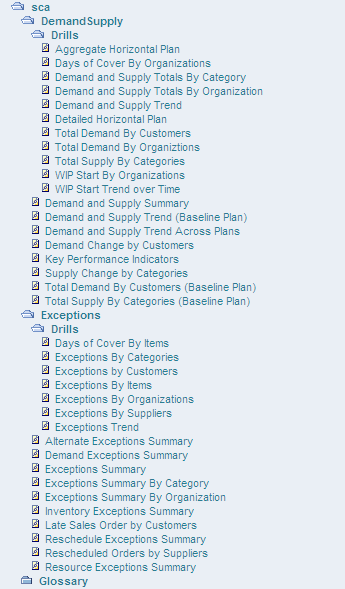 sca
DemandSupply
Drills
Aggregate Horizontal Plan
Days of Cover By Organizations
Demand and Supply Totals By Category
Demand and Supply Totals By Organization
Demand and Supply Trend
Detailed Horizontal Plan
Total Demand By Customers
Total Demand By Organiztions
Total Supply By Categories
WIP Start By Organizations
WIP Start Trend over Time
Demand and Supply Summary
Demand and Supply Trend (Baseline Plan)
Demand and Supply Trend Across Plans
Demand Change by Customers
Key Performance Indicators
Supply Change by Categories
Total Demand By Customers (Baseline Plan)
Total Supply By Categories (Baseline Plan)
Exceptions
Drills
Days of Cover By Items
Exceptions By Categories
Exceptions by Customers
Exceptions By Items
Exceptions By Organizations
Exceptions By Suppliers
Exceptions Trend
Alternate Exceptions Summary
Demand Exceptions Summary
Exceptions Summary
Exceptions Summary By Category
Exceptions Summary By Organization
Inventory Exceptions Summary
Late Sales Order by Customers
Reschedule Exceptions Summary
Rescheduled Orders by Suppliers
Resource Exceptions Summary
Glossary